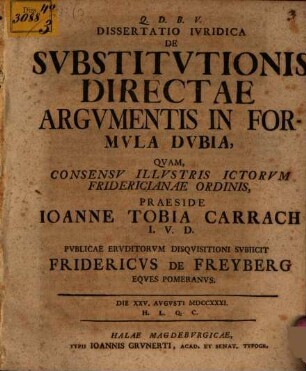 Q. D. B. V.
DISSERTATIO IVRIDICA
DE
SVBSTITVTIONIS
DIRECTAE
ARGVMENTIS IN FOR-
MVLA DVBIA,
QVAM,
CONSENSV ILLVSTRIS ICTORVM
FRIDERICIANAE ORDINIS,
PRAESIDE
IOANNE TOBIA CARRACH
I. V. D.
PVBLICAE ERVDITORVM DISQVISITIONI SVBIICIT
FRIDERICVS DE FREYBERG
EQVES POMERANVS.
DIE XXV. AVGVSTI MDCCXXXI.
H. L. Q. C.
HALAE MAGDEBVRGICAE,
TYPIS IOANNIS GRVNERTI, ACAD. ET SENAT. TYPOGR.